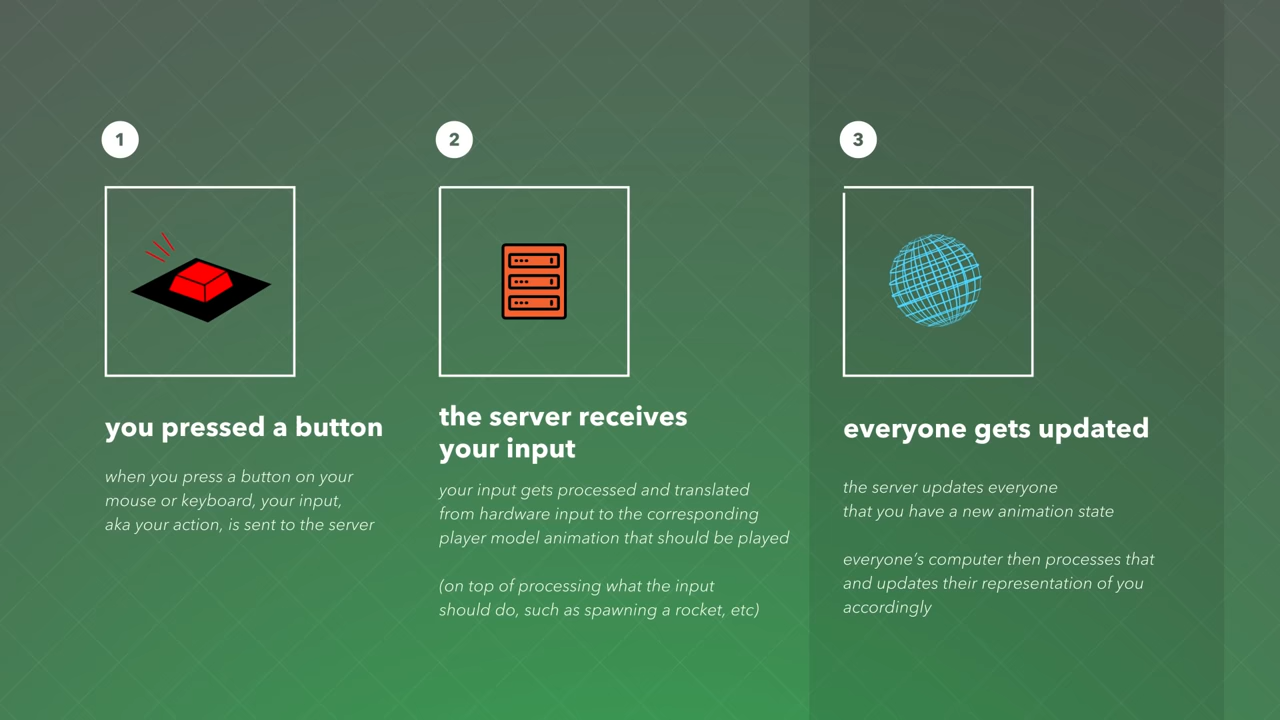 1
you pressed a button
when you press a button on your
mouse or keyboard, your input,
aka your action, is sent to the server
2
the server receives
your input
your input gets processed and translated
from hardware input to the corresponding
player model animation that should be played
(on top of processing what the input
should do, such as spawning a rocket, etc)
3
everyone gets updated
the server updates everyone
that you have a new animation state
everyone’s computer then processes that
and updates their representation of you
accordingly